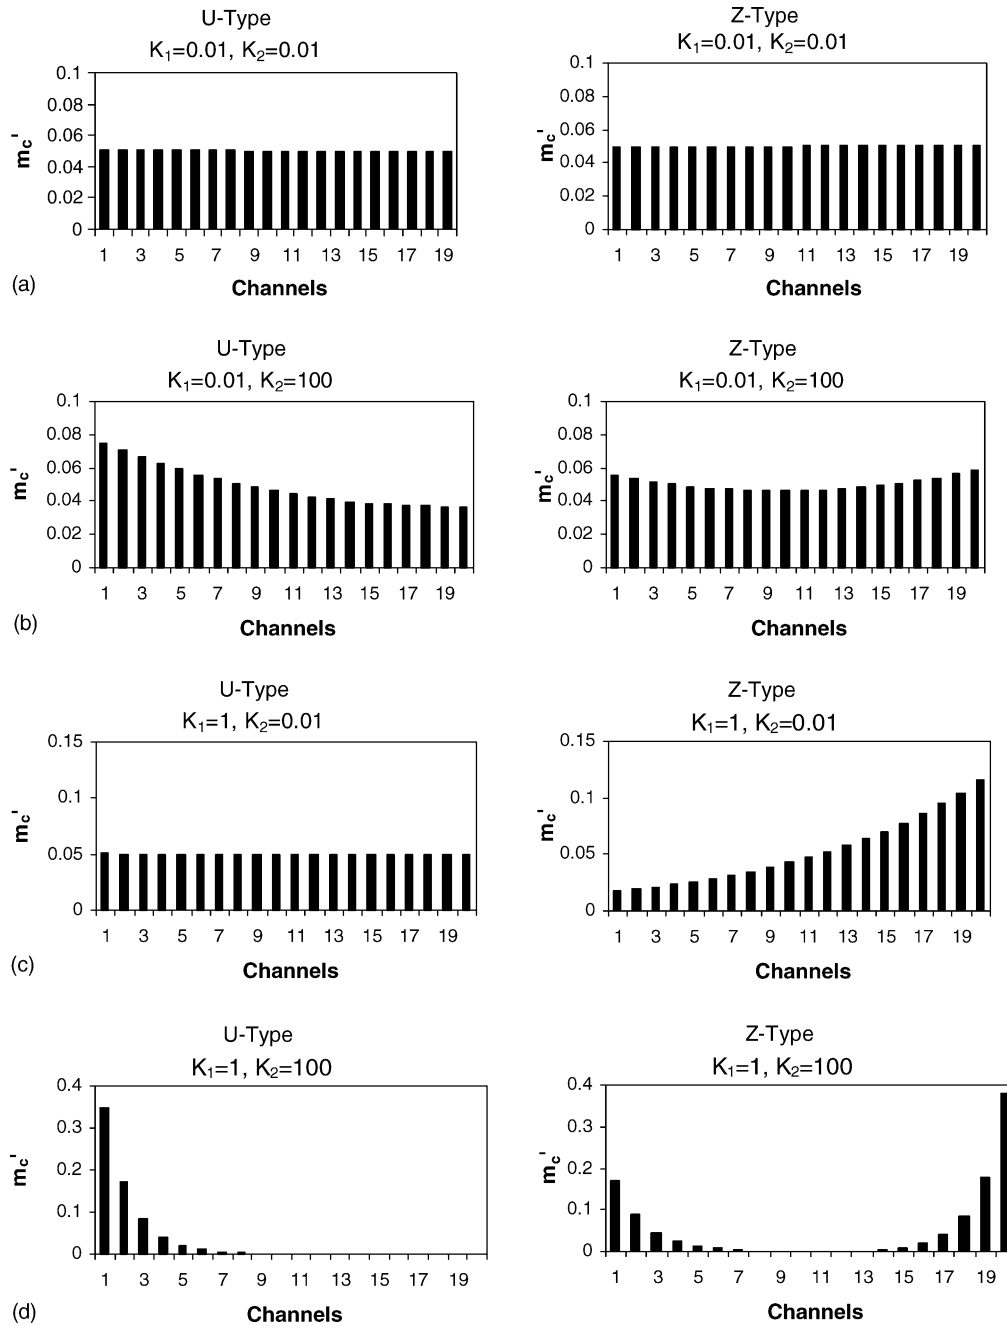 U-Type
K₁=0.01, K₂=0.01
0.1
0.08
0.06
0.04
0.02
0
mc'
1 3 5 7 9 11 13 15 17 19
Channels
(a)
Z-Type
K₁=0.01, K₂=0.01
0.1
0.08
0.06
0.04
0.02
0
mc'
1 3 5 7 9 11 13 15 17 19
Channels
U-Type
K₁=0.01, K₂=100
0.1
0.08
0.06
0.04
0.02
0
mc'
1 3 5 7 9 11 13 15 17 19
Channels
(b)
Z-Type
K₁=0.01, K₂=100
0.1
0.08
0.06
0.04
0.02
0
mc'
1 3 5 7 9 11 13 15 17 19
Channels
U-Type
K₁=1, K₂=0.01
0.15
0.1
0.05
0
mc'
1 3 5 7 9 11 13 15 17 19
Channels
(c)
Z-Type
K₁=1, K₂=0.01
0.15
0.1
0.05
0
mc'
1 3 5 7 9 11 13 15 17 19
Channels
U-Type
K₁=1, K₂=100
0.4
0.3
0.2
0.1
0
mc'
1 3 5 7 9 11 13 15 17 19
Channels
(d)
Z-Type
K₁=1, K₂=100
0.4
0.3
0.2
0.1
0
mc'
1 3 5 7 9 11 13 15 17 19
Channels